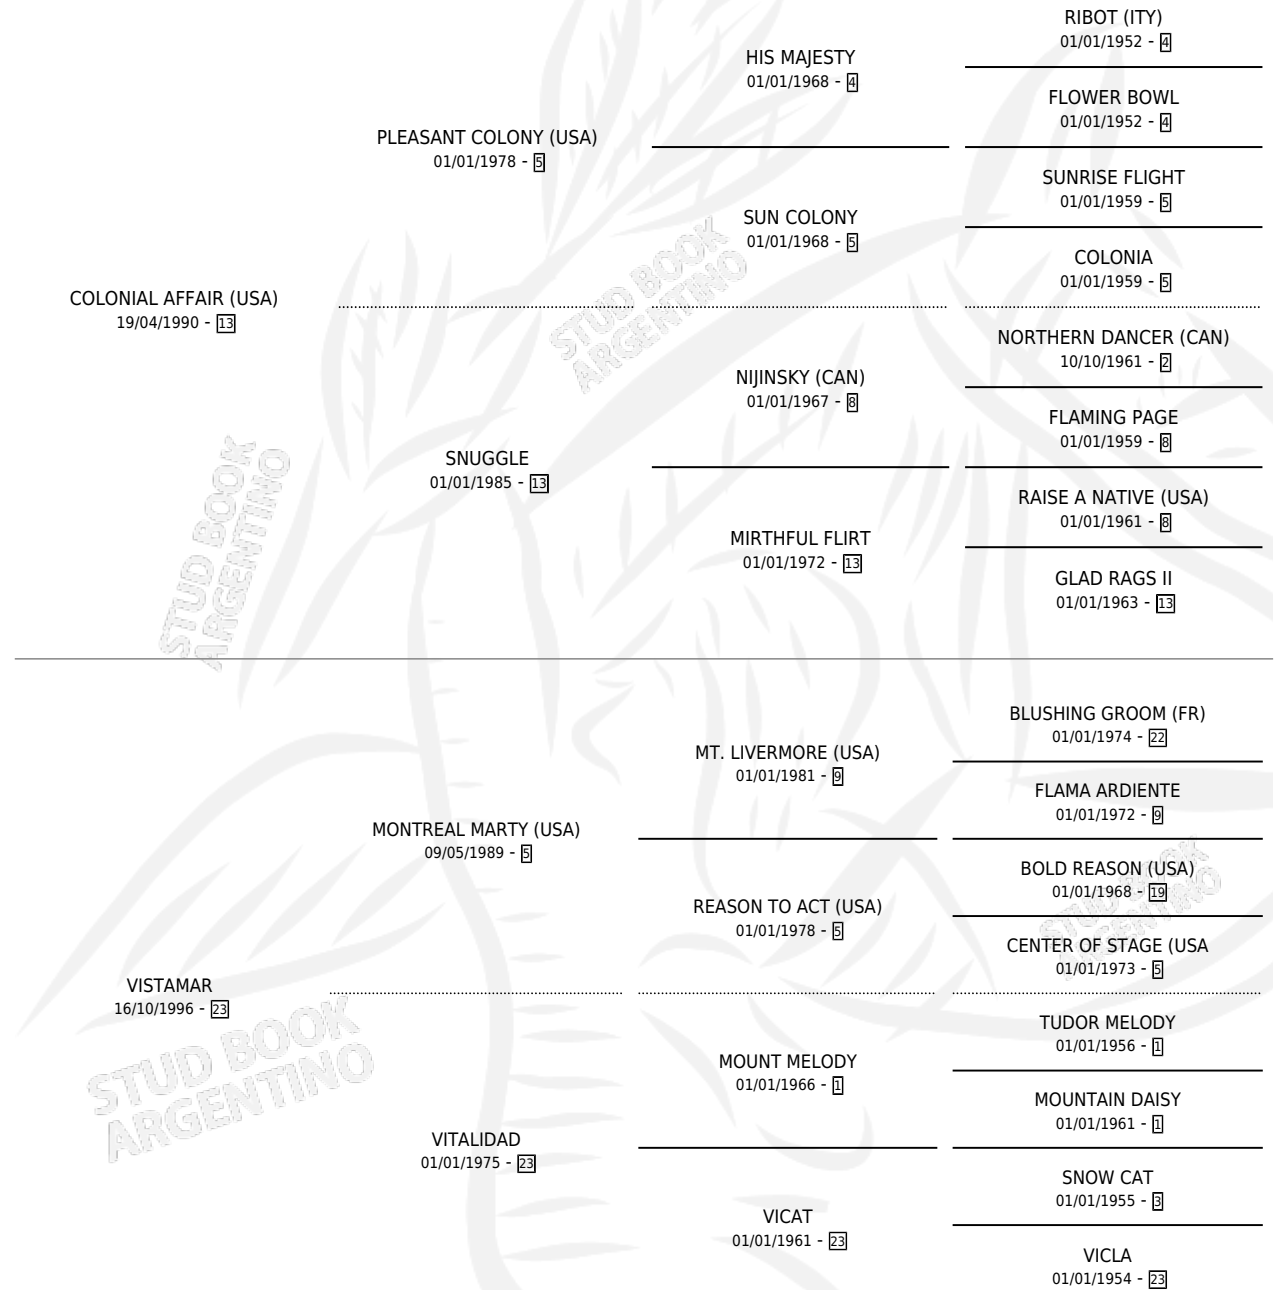 RIBOT (ITY)
01/01/1952 - 4
HIS MAJESTY
01/01/1968 - 4
FLOWER BOWL
01/01/1952 - 4
PLEASANT COLONY (USA)
01/01/1978 - 5
SUNRISE FLIGHT
01/01/1959 - 5
SUN COLONY
01/01/1968 - 5
COLONIA
01/01/1959 - 5
COLONIAL AFFAIR (USA)
19/04/1990 - 13
NORTHERN DANCER (CAN)
10/10/1961 - 2
NIJINSKY (CAN)
01/01/1967 - 8
FLAMING PAGE
01/01/1959 - 8
SNUGGLE
01/01/1985 - 13
RAISE A NATIVE (USA)
01/01/1961 - 8
MIRTHFUL FLIRT
01/01/1972 - 13
GLAD RAGS II
01/01/1963 - 13
BLUSHING GROOM (FR)
01/01/1974 - 22
MT. LIVERMORE (USA)
01/01/1981 - 9
FLAMA ARDIENTE
01/01/1972 - 9
MONTREAL MARTY (USA)
09/05/1989 - 5
BOLD REASON (USA)
01/01/1968 - 19
REASON TO ACT (USA)
01/01/1978 - 5
CENTER OF STAGE (USA
01/01/1973 - 5
VISTAMAR
16/10/1996 - 23
TUDOR MELODY
01/01/1956 - 1
MOUNT MELODY
01/01/1966 - 1
MOUNTAIN DAISY
01/01/1961 - 1
VITALIDAD
01/01/1975 - 23
SNOW CAT
01/01/1955 - 3
VICAT
01/01/1961 - 23
VICLA
01/01/1954 - 23
STUD BOOK
ARGENTINO
STUD BOOK
ARGENTINO
STUD BOOK
ARGENTINO
STUD BOOK
ARGENTINO